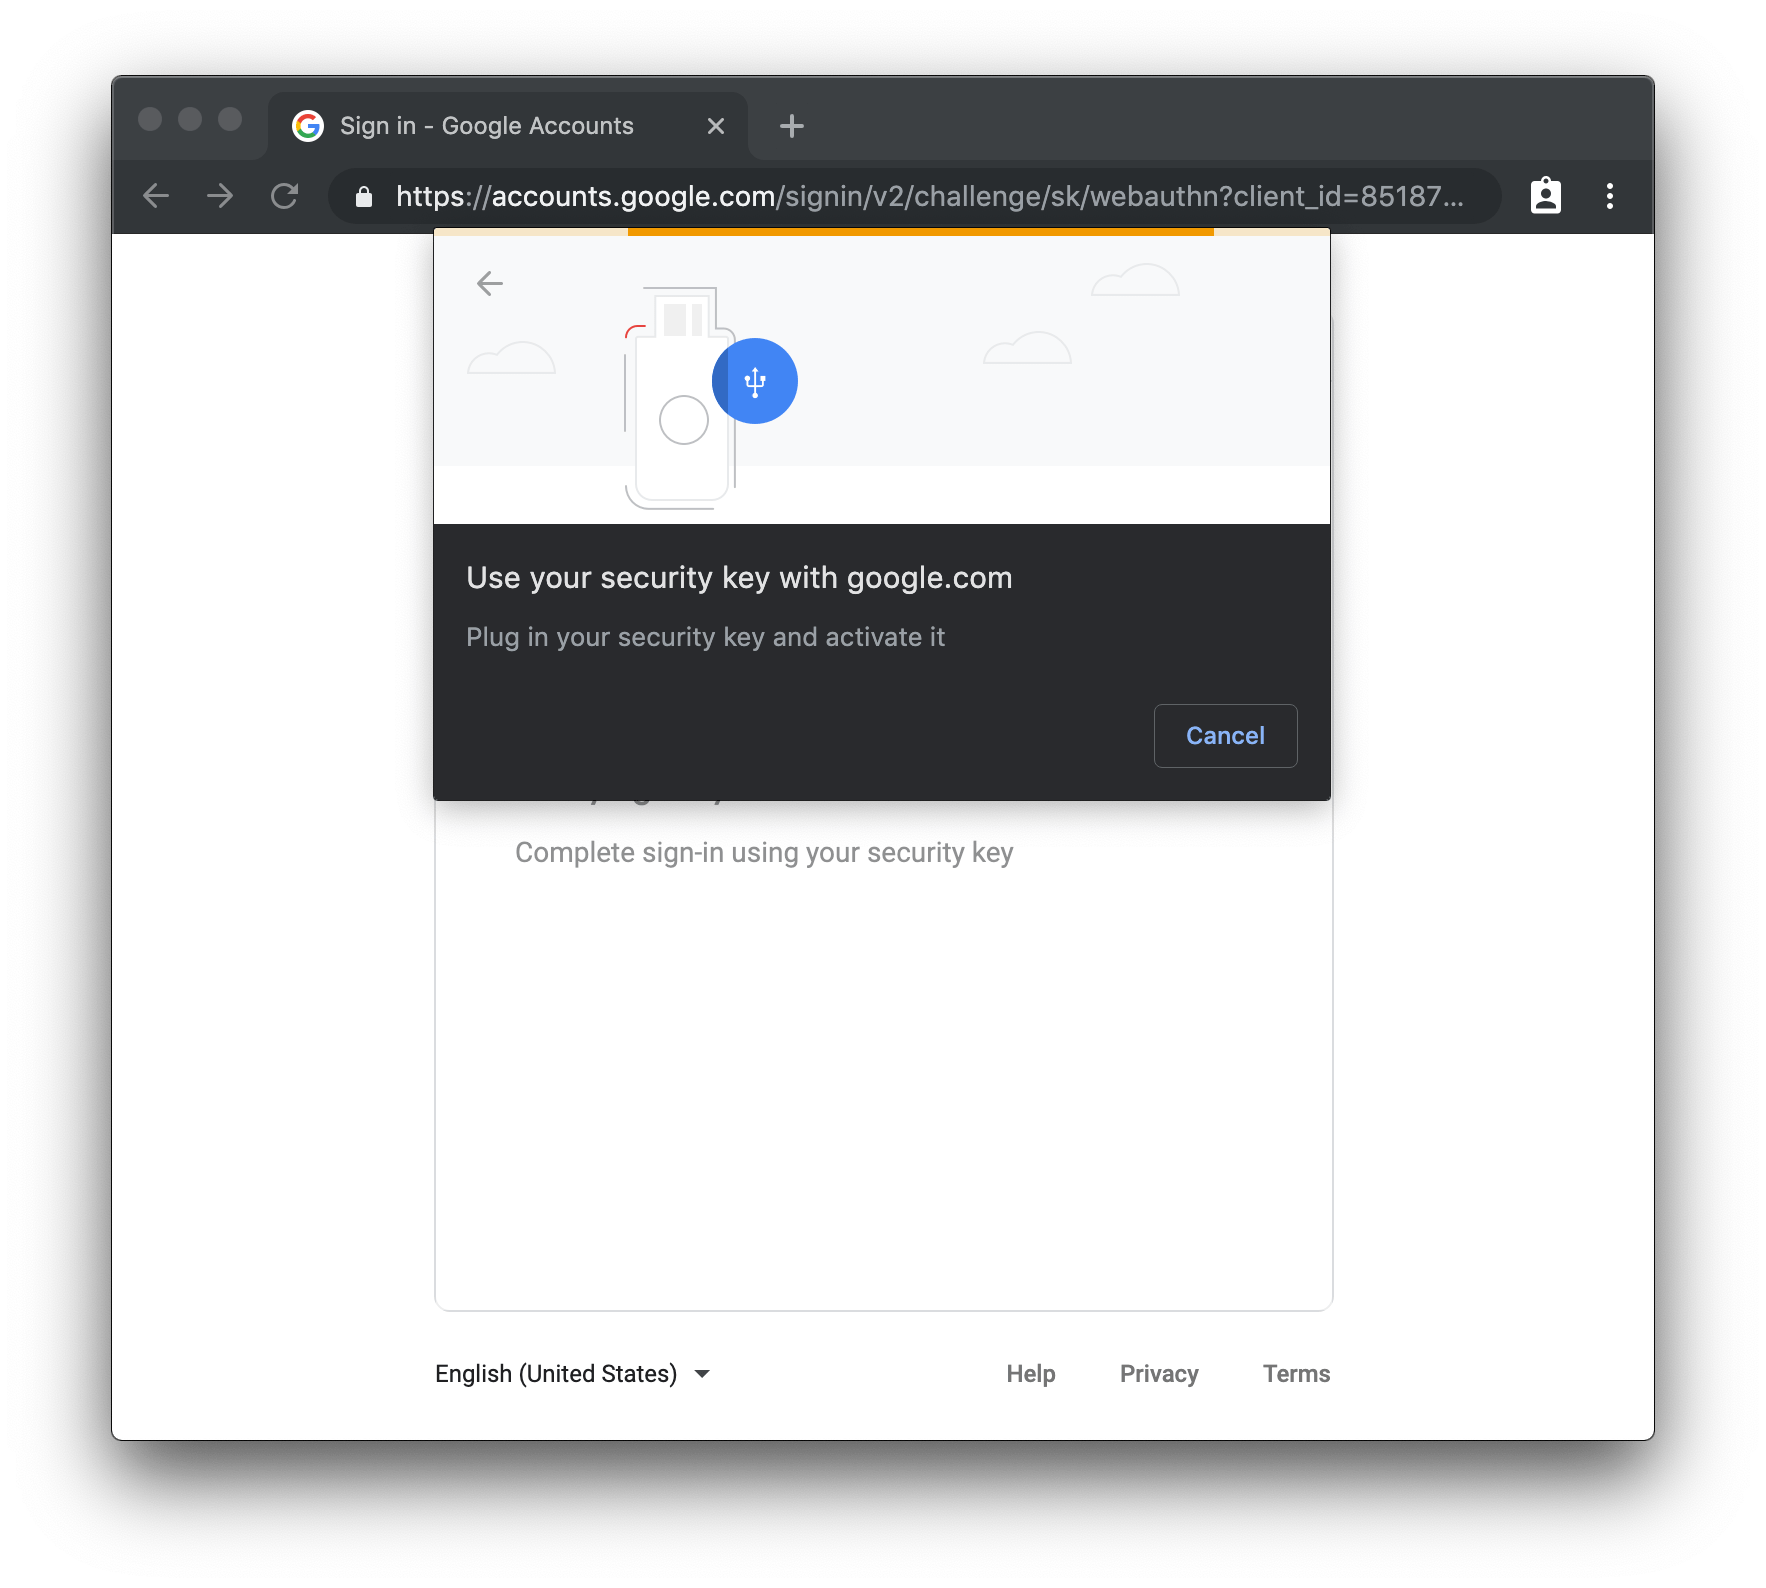 Sign in - Google Accounts
https://accounts.google.com/signin/v2/challenge/sk/webauthn?client_id=85187...
Use your security key with google.com
Plug in your security key and activate it
Cancel
Complete sign-in using your security key
English (United States)
Help Privacy Terms